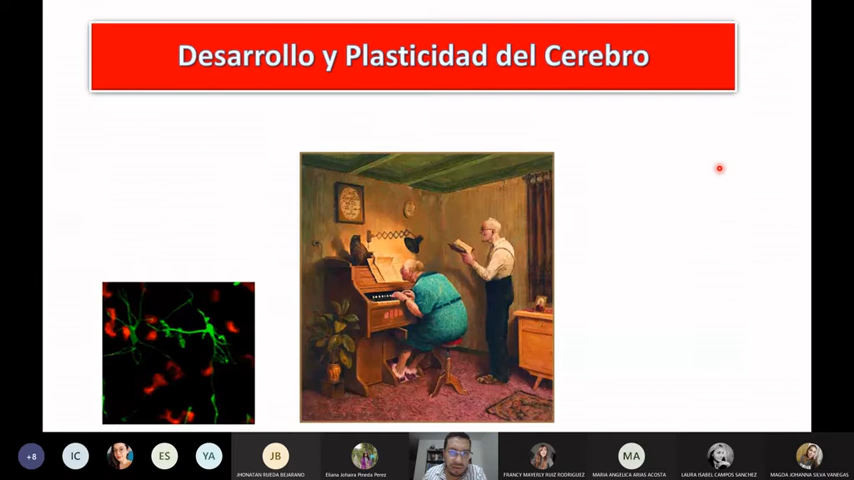 Desarrollo y Plasticidad del Cerebro
+8
IC
ES
YA
JB
MA
JHONATAN RUEDA BEJARANO
Eliana Johaira Pineda Perez
FRANCY MAYERLY RUIZ RODRIGUEZ
MARIA ANGELICA ARIAS ACOSTA
LAURA ISABEL CAMPOS SANCHEZ
MAGDA JOHANNA SILVA VANEGAS